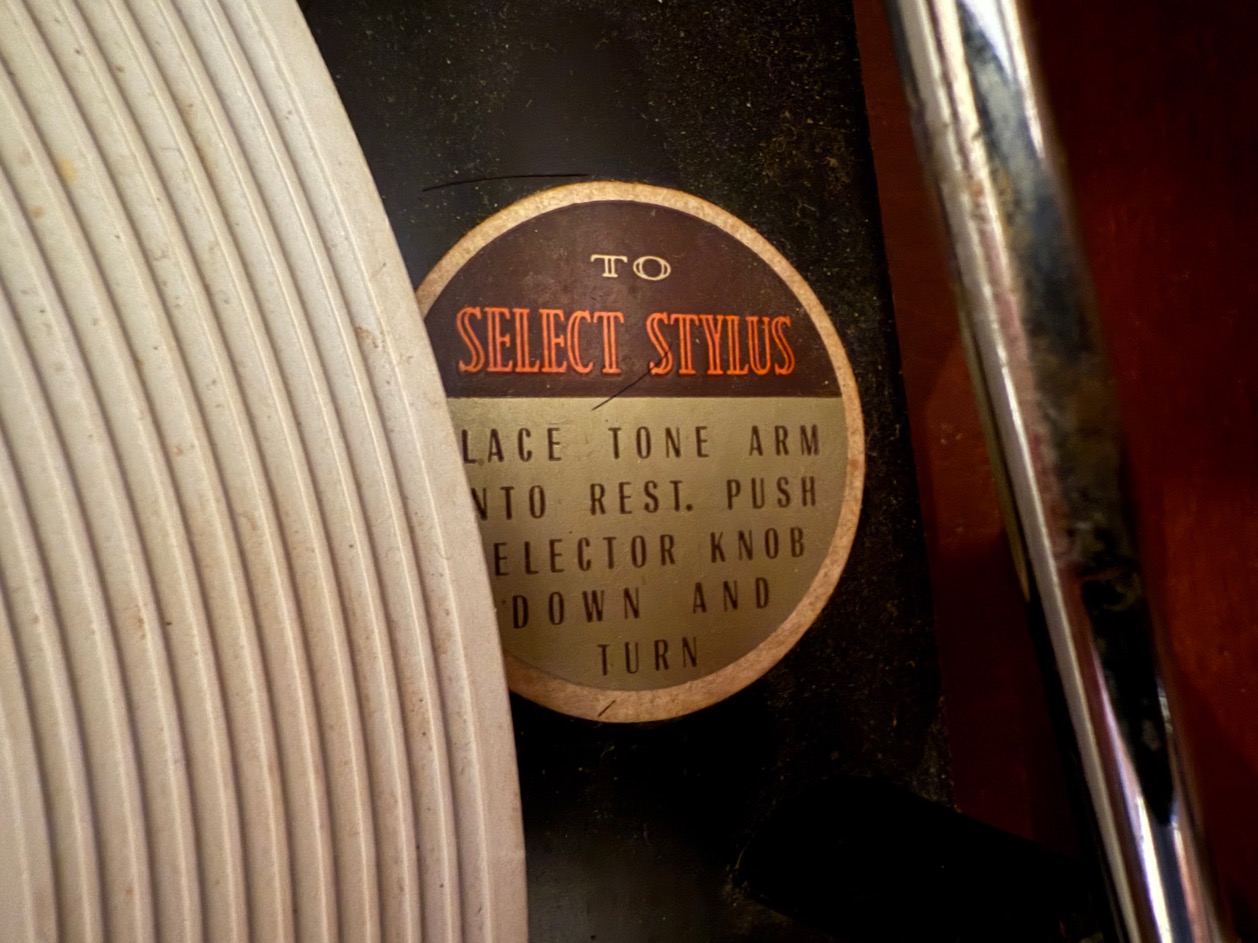 TO
SELECT STYLUS
LACE TONE ARM
NTO REST. PUSH
ELECTOR KNOB
DOWN AND
TURN